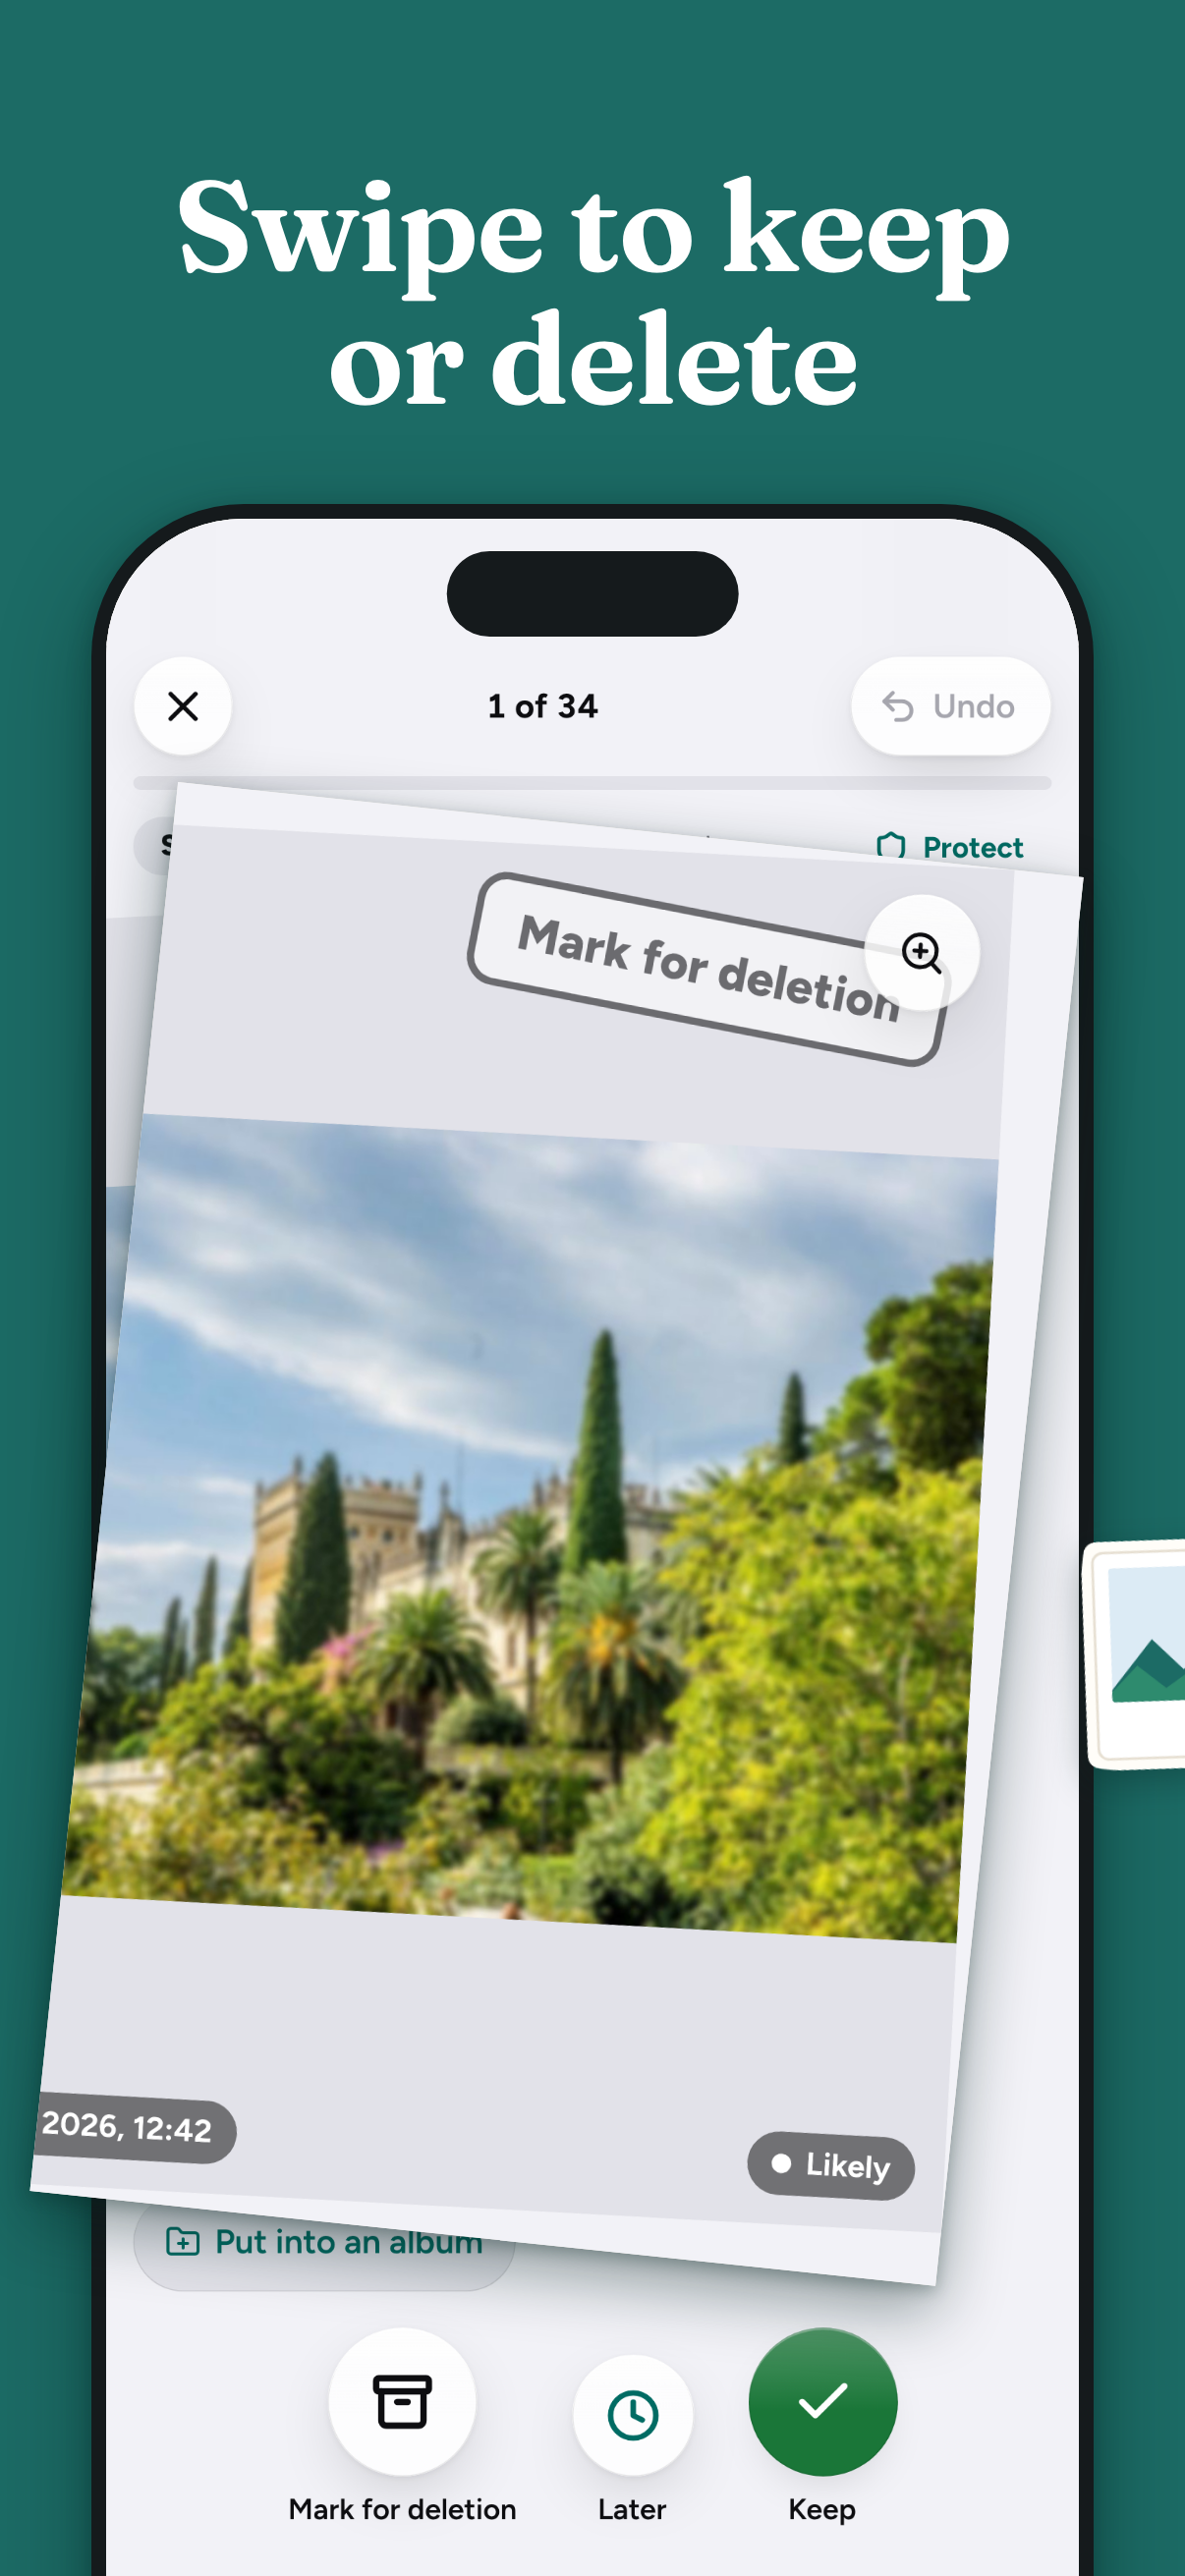 Swipe to keep
or delete
1 of 34
Undo
Protect
Mark for deletion
2026, 12:42
Likely
Put into an album
Mark for deletion
Later
Keep